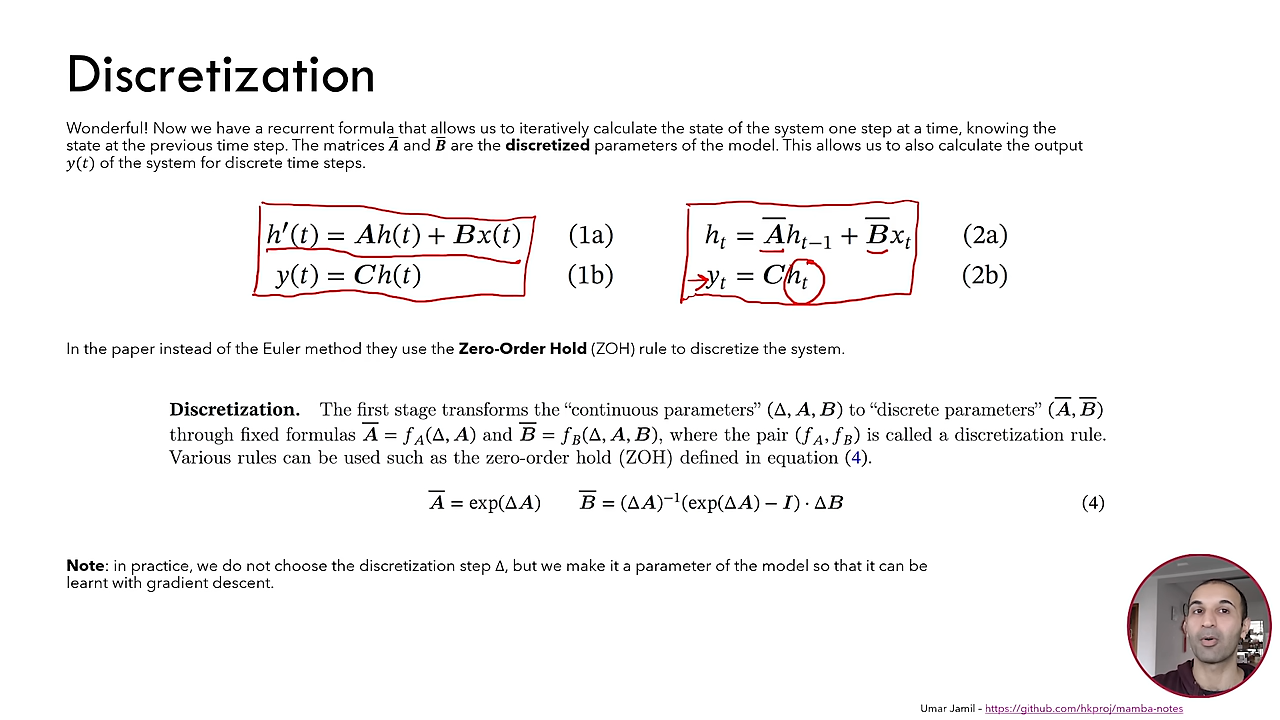 Discretization
Wonderful! Now we have a recurrent formula that allows us to iteratively calculate the state of the system one step at a time, knowing the
state at the previous time step. The matrices A̅ and B̅ are the discretized parameters of the model. This allows us to also calculate the output
y(t) of the system for discrete time steps.
h′(t) = Ah(t) + Bx(t) (1a)
y(t) = Ch(t) (1b)
hₜ = A̅hₜ₋₁ + B̅xₜ (2a)
yₜ = Chₜ (2b)
In the paper instead of the Euler method they use the Zero-Order Hold (ZOH) rule to discretize the system.
Discretization. The first stage transforms the “continuous parameters” (Δ, A, B) to “discrete parameters” (A̅, B̅)
through fixed formulas A̅ = f_A(Δ, A) and B̅ = f_B(Δ, A, B), where the pair (f_A, f_B) is called a discretization rule.
Various rules can be used such as the zero-order hold (ZOH) defined in equation (4).
A̅ = exp(ΔA) B̅ = (ΔA)⁻¹(exp(ΔA) − I) · ΔB (4)
Note: in practice, we do not choose the discretization step Δ, but we make it a parameter of the model so that it can be
learnt with gradient descent.
Umar Jamil – https://github.com/hkproj/mamba-notes